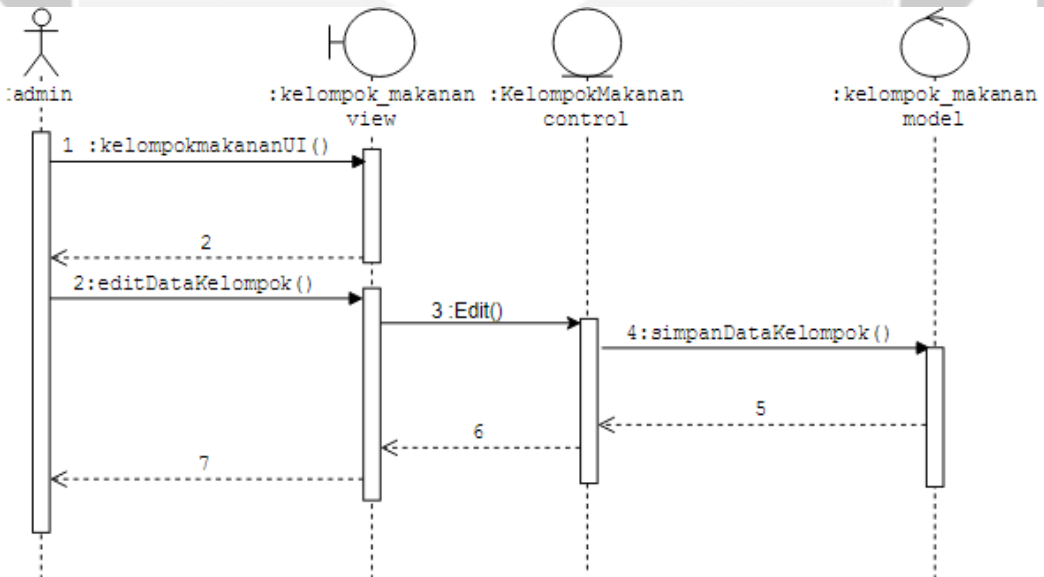 :admin
:kelompok_makanan
view
:KelompokMakanan
control
:kelompok_makanan
model
1 :kelompokmakananUI()
2
2:editDataKelompok()
3 :Edit()
4:simpanDataKelompok()
5
6
7